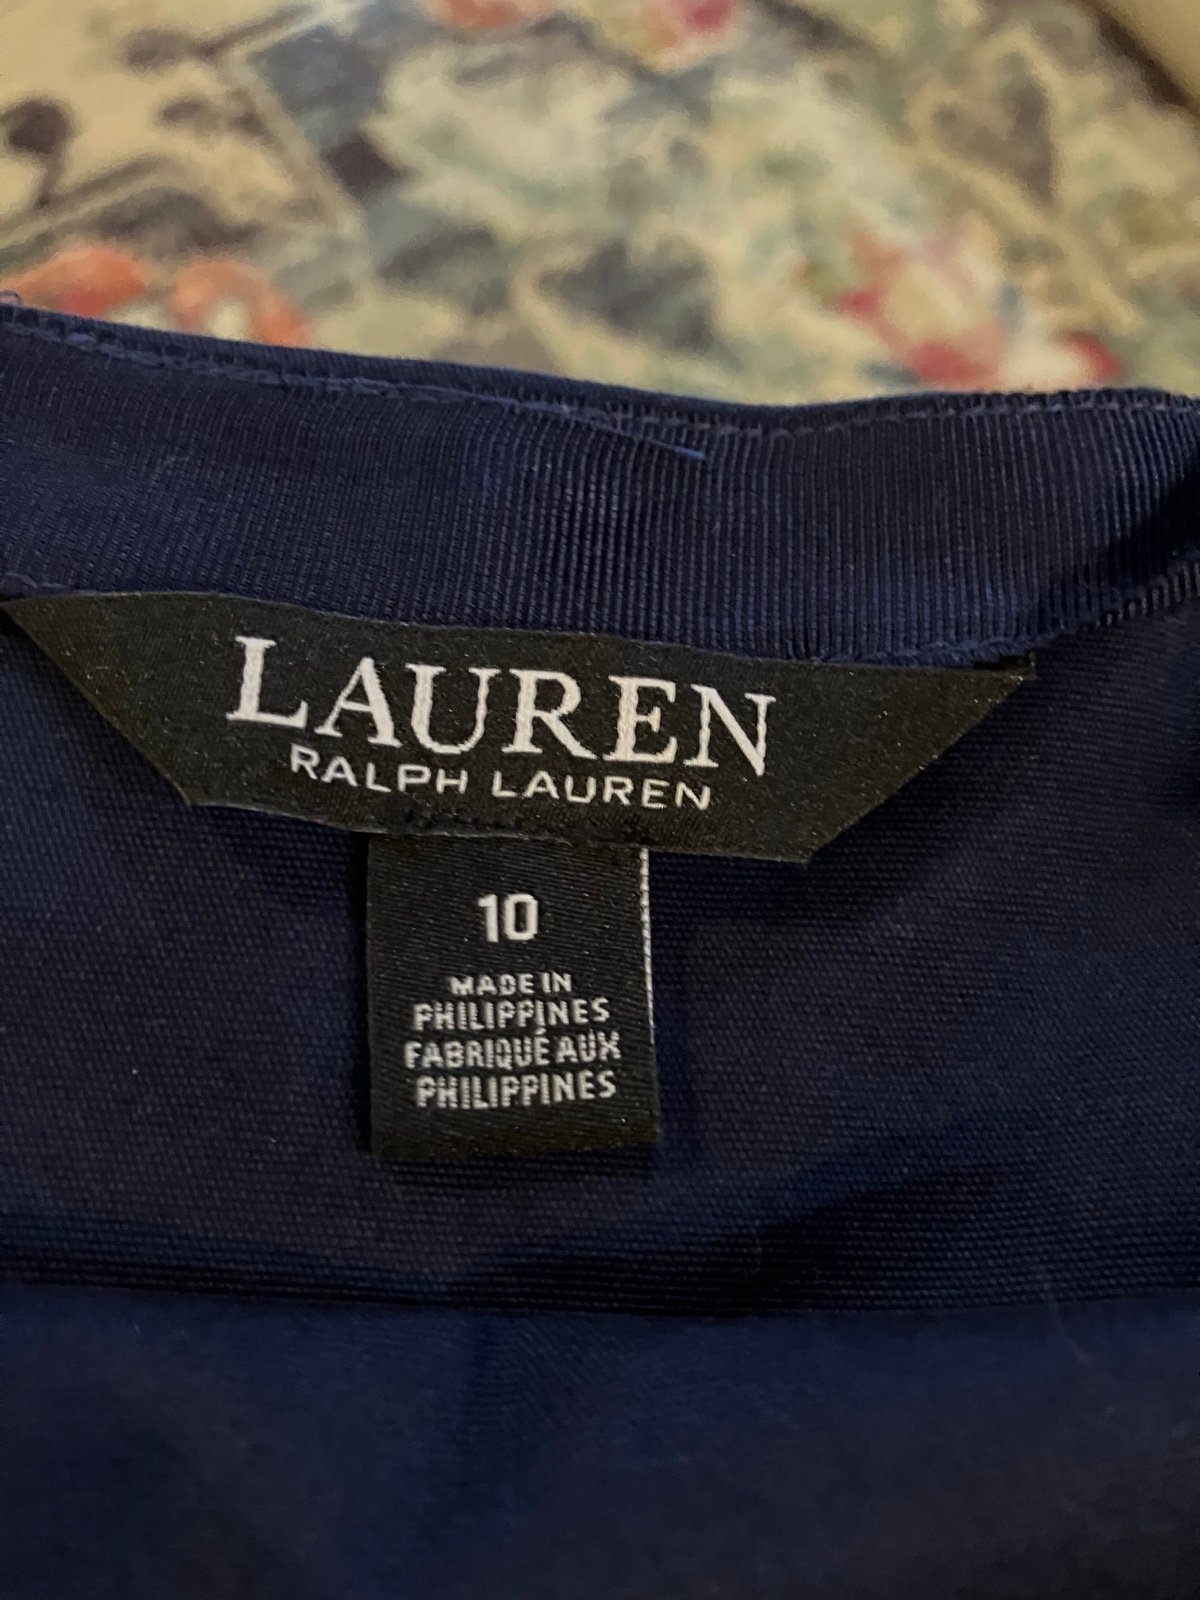 LAUREN
RALPH LAUREN
10
MADE IN
PHILIPPINES
FABRIQUÉ AUX
PHILIPPINES